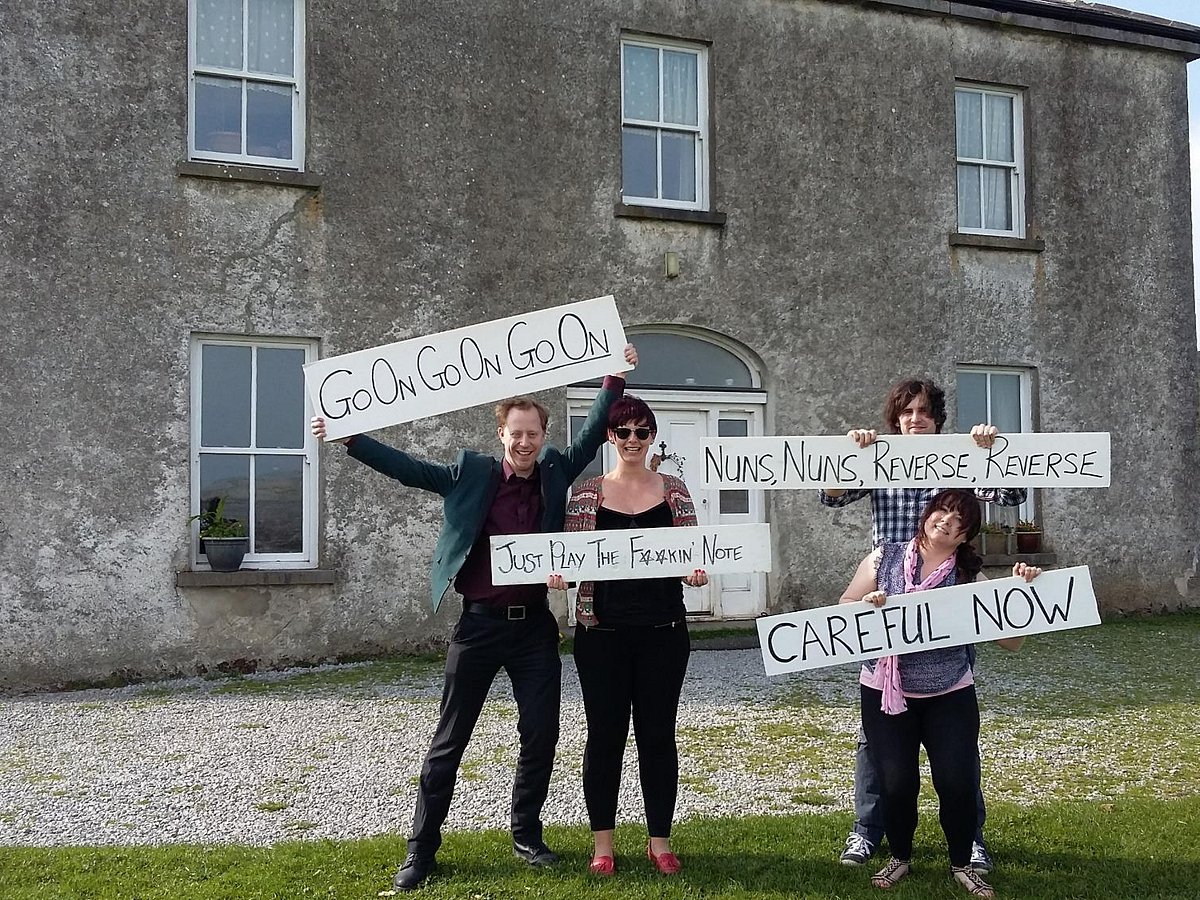 Go On Go On Go On
Just Play The F☆☆kin' Note
Nuns, Nuns, Reverse, Reverse
CAREFUL NOW